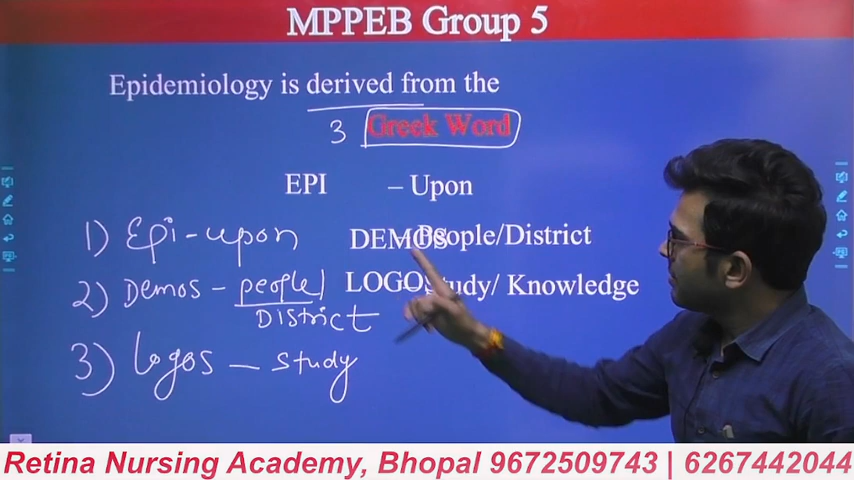 MPPEB Group 5
Epidemiology is derived from the
3 Greek Word
EPI – Upon
1) Epi - upon
DEMOS People/District
2) Demos - people/
District
LOGOS Study/ Knowledge
3) Logos - Study
Retina Nursing Academy, Bhopal 9672509743 | 6267442044